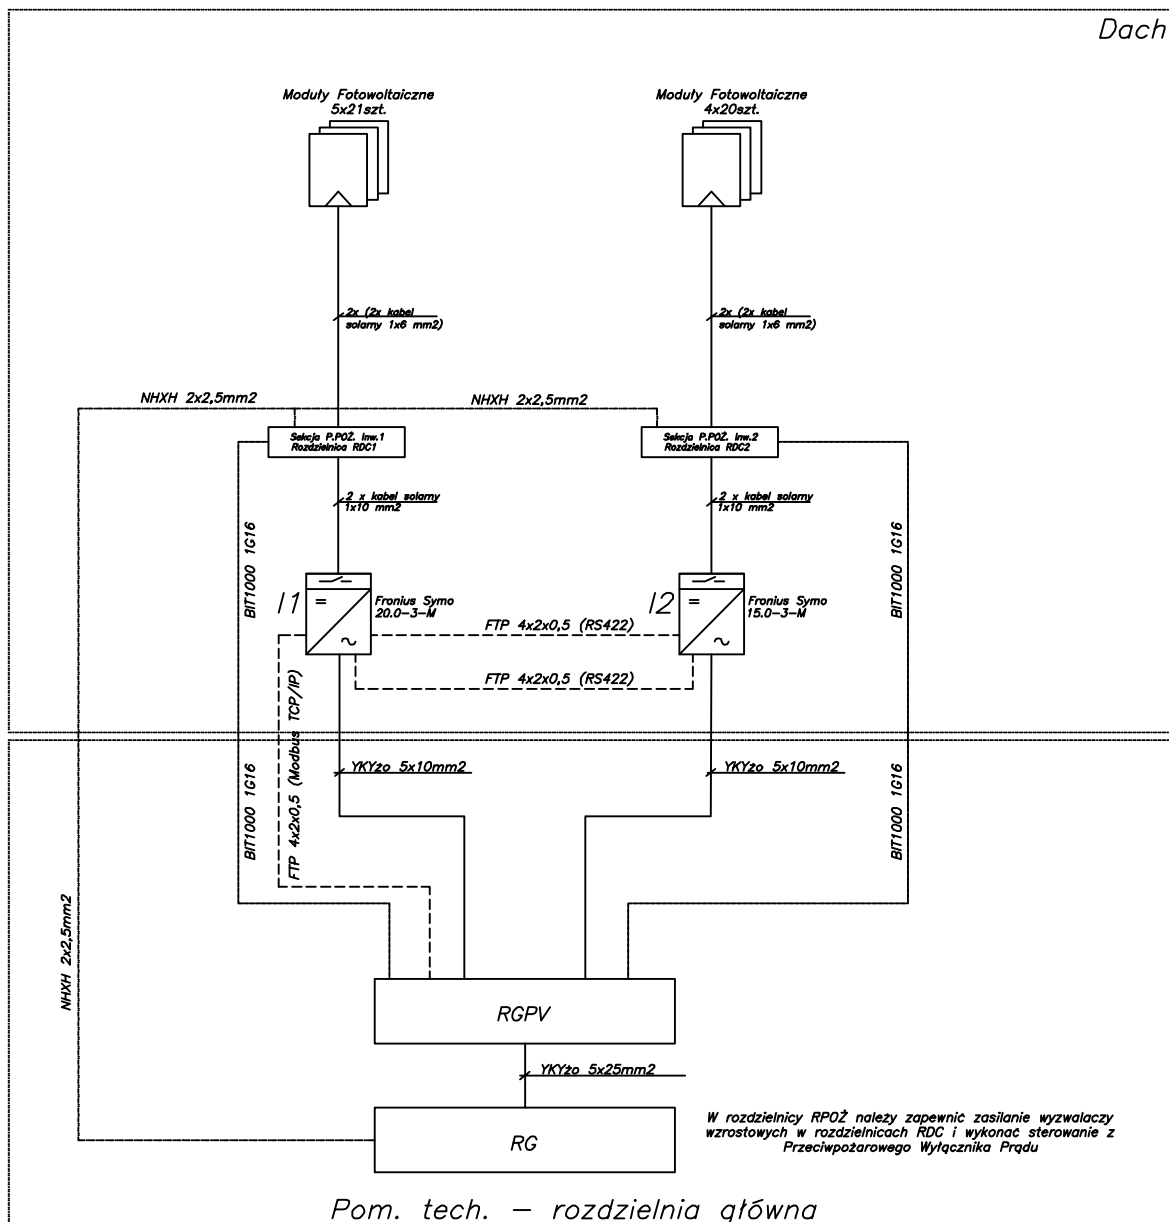 Dach
Moduły Fotowoltaiczne
5x21szt.
Moduły Fotowoltaiczne
4x20szt.
2x (2x kabel
solarny 1x6 mm2)
2x (2x kabel
solarny 1x6 mm2)
NHXH 2x2,5mm2
NHXH 2x2,5mm2
Sekcja P.POŻ. Inw.1
Rozdzielnica RDC1
Sekcja P.POŻ. Inw.2
Rozdzielnica RDC2
2 x kabel solarny
1x10 mm2
2 x kabel solarny
1x10 mm2
BIT1000 1G16
BIT1000 1G16
I1
Fronius Symo
20.0-3-M
I2
Fronius Symo
15.0-3-M
FTP 4x2x0,5 (RS422)
FTP 4x2x0,5 (RS422)
FTP 4x2x0,5 (Modbus TCP/IP)
YKYżo 5x10mm2
YKYżo 5x10mm2
BIT1000 1G16
BIT1000 1G16
NHXH 2x2,5mm2
RGPV
YKYżo 5x25mm2
RG
W rozdzielnicy RPOŻ należy zapewnić zasilanie wyzwalaczy
wzrostowych w rozdzielnicach RDC i wykonać sterowanie z
Przeciwpożarowego Wyłącznika Prądu
Pom. tech. – rozdzielnia główna